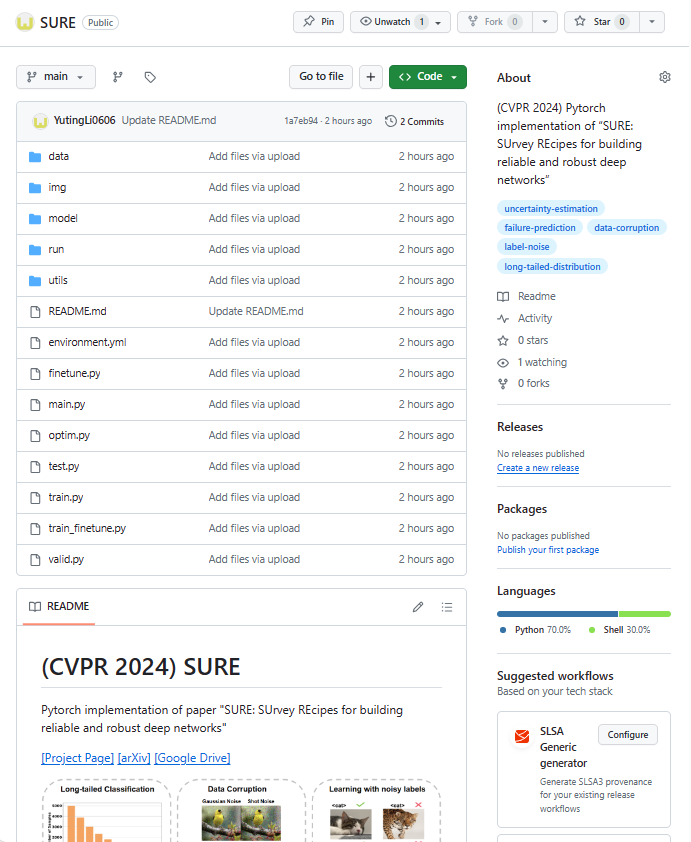 SURE Public
Pin
Unwatch 1
Fork 0
Star 0
main
Go to file
+
<> Code
YutingLi0606 Update README.md 1a7eb94 · 2 hours ago 2 Commits
data Add files via upload 2 hours ago
img Add files via upload 2 hours ago
model Add files via upload 2 hours ago
run Add files via upload 2 hours ago
utils Add files via upload 2 hours ago
README.md Update README.md 2 hours ago
environment.yml Add files via upload 2 hours ago
finetune.py Add files via upload 2 hours ago
main.py Add files via upload 2 hours ago
optim.py Add files via upload 2 hours ago
test.py Add files via upload 2 hours ago
train.py Add files via upload 2 hours ago
train_finetune.py Add files via upload 2 hours ago
valid.py Add files via upload 2 hours ago
README
(CVPR 2024) SURE
Pytorch implementation of paper "SURE: SUrvey REcipes for building
reliable and robust deep networks"
[Project Page] [arXiv] [Google Drive]
Long-tailed Classification
5000
4000
3000
2000
Data Corruption
Gaussian Noise Shot Noise
Learning with noisy labels
<cat> <cat>
About
(CVPR 2024) Pytorch
implementation of “SURE:
SUrvey REcipes for building
reliable and robust deep
networks”
uncertainty-estimation
failure-prediction data-corruption
label-noise
long-tailed-distribution
Readme
Activity
0 stars
1 watching
0 forks
Releases
No releases published
Create a new release
Packages
No packages published
Publish your first package
Languages
Python 70.0% Shell 30.0%
Suggested workflows
Based on your tech stack
SLSA
Generic
generator
Configure
Generate SLSA3 provenance
for your existing release
workflows